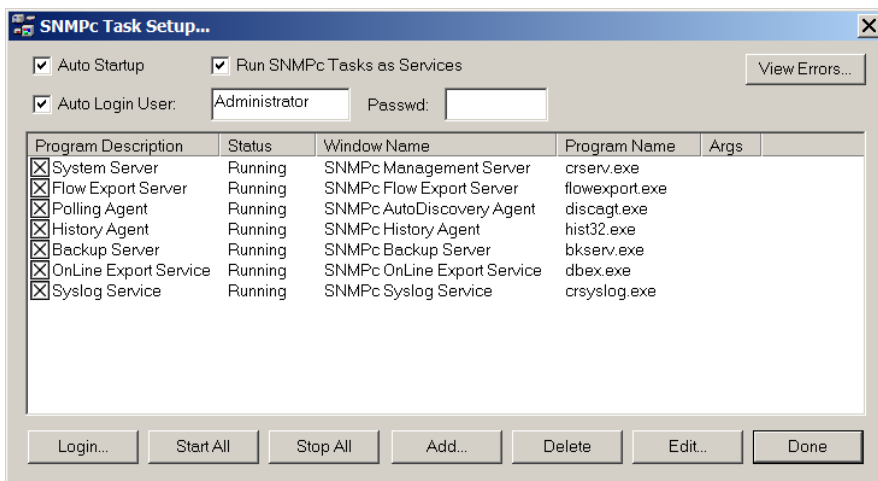 SNMPc Task Setup...
Auto Startup Run SNMPc Tasks as Services View Errors...
Auto Login User: Administrator Passwd:
Program Description Status Window Name Program Name Args
System Server Running SNMPc Management Server crserv.exe
Flow Export Server Running SNMPc Flow Export Server flowexport.exe
Polling Agent Running SNMPc AutoDiscovery Agent discagt.exe
History Agent Running SNMPc History Agent hist32.exe
Backup Server Running SNMPc Backup Server bkserv.exe
OnLine Export Service Running SNMPc OnLine Export Service dbex.exe
Syslog Service Running SNMPc Syslog Service crsyslog.exe
Login... Start All Stop All Add... Delete Edit... Done